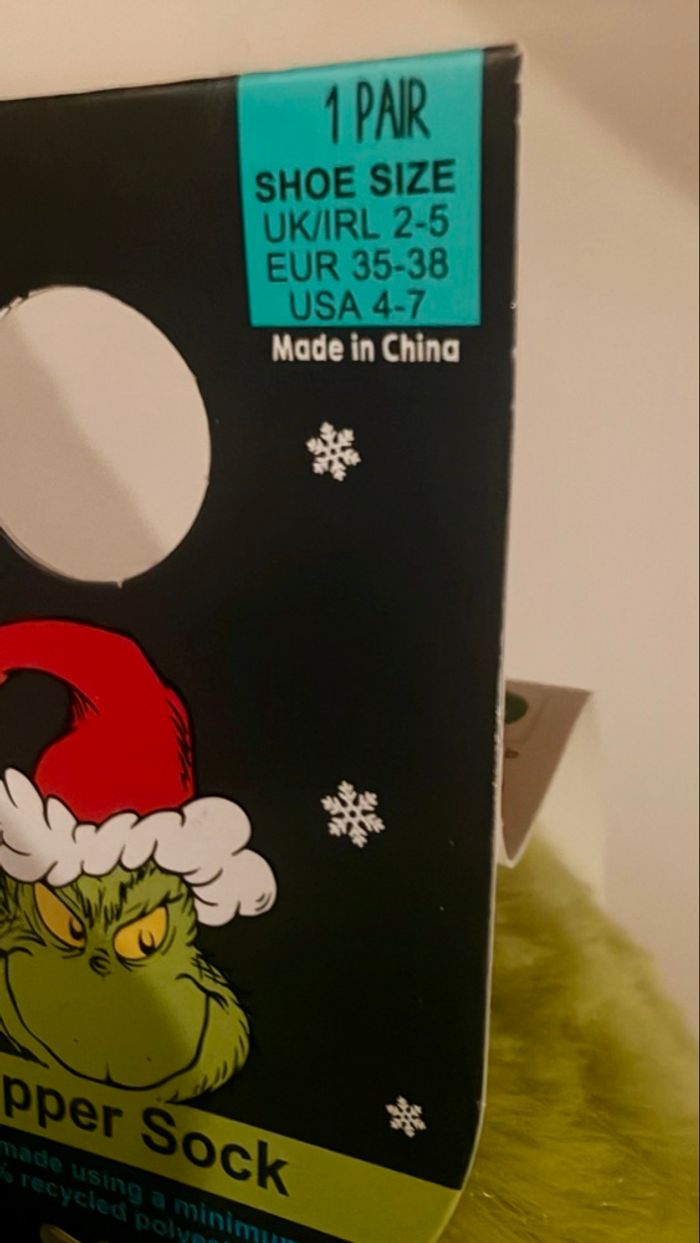 1 PAIR
SHOE SIZE
UK/IRL 2-5
EUR 35-38
USA 4-7
Made in China
pper Sock
made using a minimum
% recycled polyes